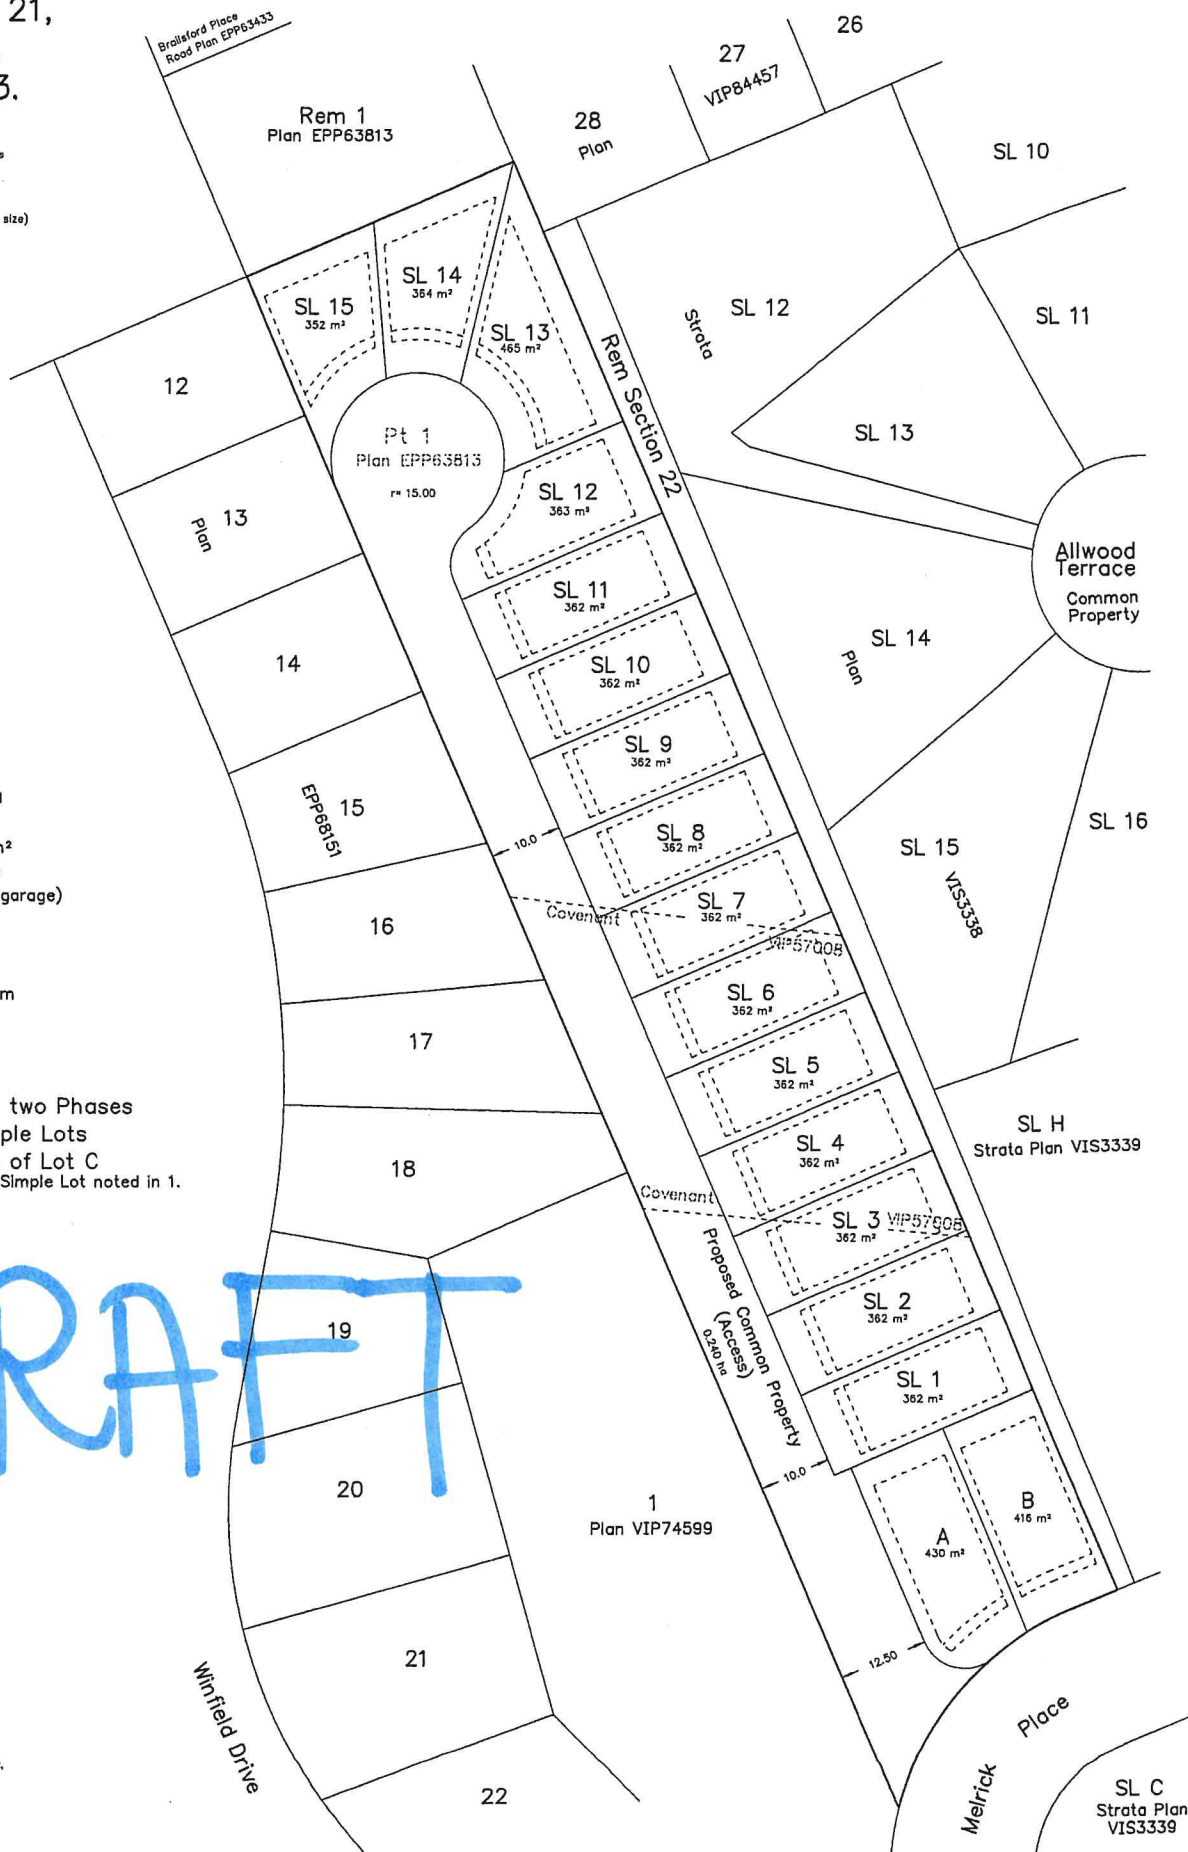 21,
3.
size)
Brailsford Place
Road Plan EPP63433
Rem 1
Plan EPP63813
28
Plan
27
VIP84457
26
SL 10
SL 15
352 m²
SL 14
364 m²
SL 13
465 m²
Rem Section 22
Strata
SL 12
SL 11
SL 13
12
Pt 1
Plan EPP63813
r= 15.00
SL 12
363 m²
Plan
13
SL 11
362 m²
Allwood
Terrace
Common
Property
SL 14
Plan
14
SL 10
362 m²
SL 9
362 m²
EPP68151
15
10.0
SL 8
362 m²
SL 15
VIS3338
SL 16
m²
garage)
16
Covenant
SL 7
362 m²
VIP57008
m
SL 6
362 m²
17
SL 5
362 m²
two Phases
ple Lots
of Lot C
Simple Lot noted in 1.
18
SL 4
362 m²
SL H
Strata Plan VIS3339
Covenant
SL 3
362 m²
VIP57008
Proposed Common Property
(Access)
0.240 ha
SL 2
362 m²
RAFT
19
SL 1
362 m²
20
10.0
1
Plan VIP74599
A
430 m²
B
416 m²
21
12.50
Winfield Drive
22
Melrick Place
SL C
Strata Plan
VIS3339